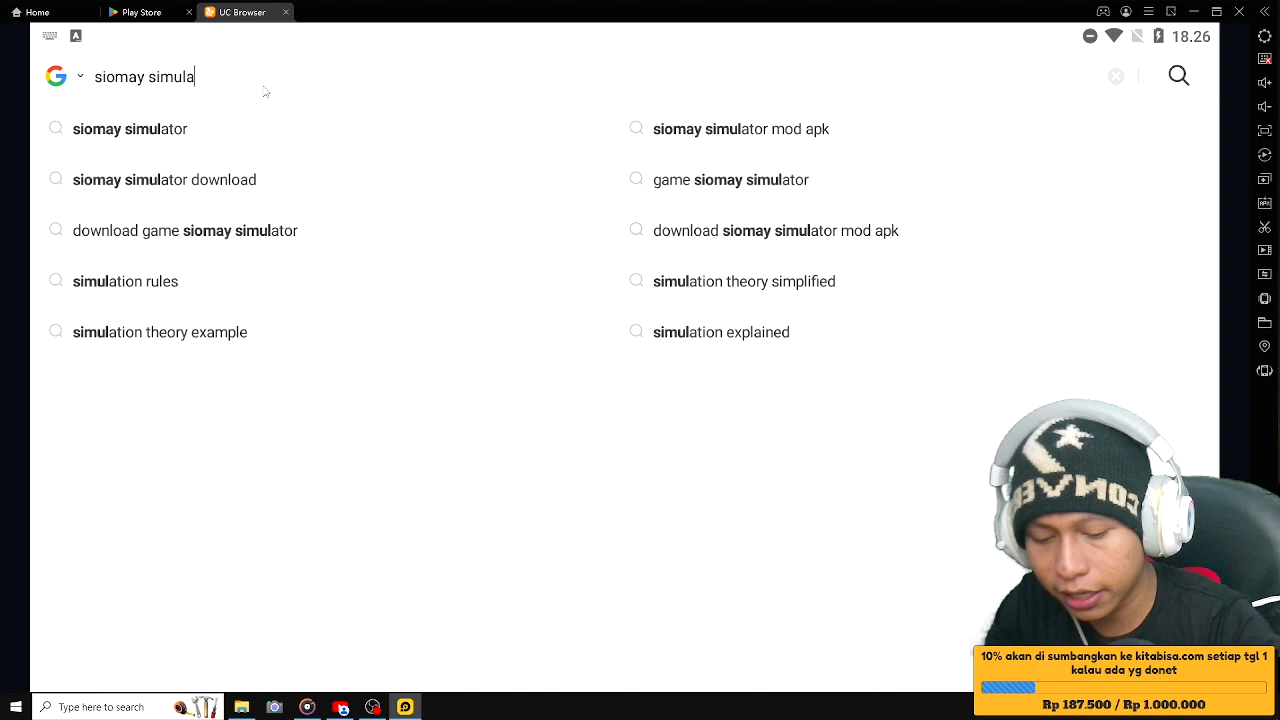 Home
Play Store
UC Browser
18.26
siomay simula
siomay simulator
siomay simulator mod apk
siomay simulator download
game siomay simulator
download game siomay simulator
download siomay simulator mod apk
simulation rules
simulation theory simplified
simulation theory example
simulation explained
CONVER
10% akan di sumbangkan ke kitabisa.com setiap tgl 1
kalau ada yg donet
Rp 187.500 / Rp 1.000.000
Type here to search